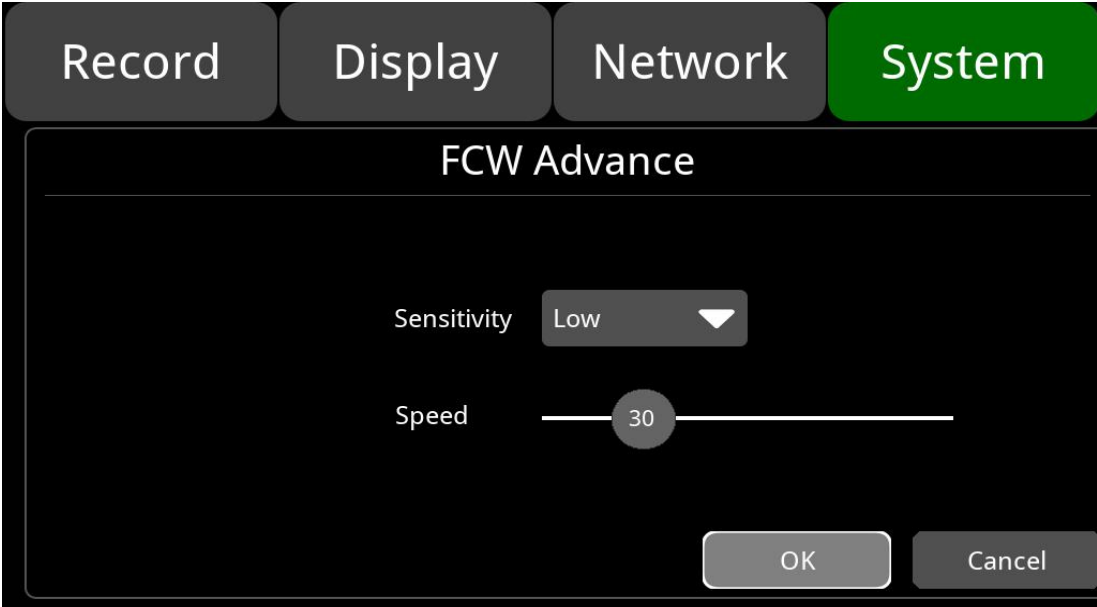 Record Display Network System
FCW Advance
Sensitivity Low
Speed 30
OK Cancel